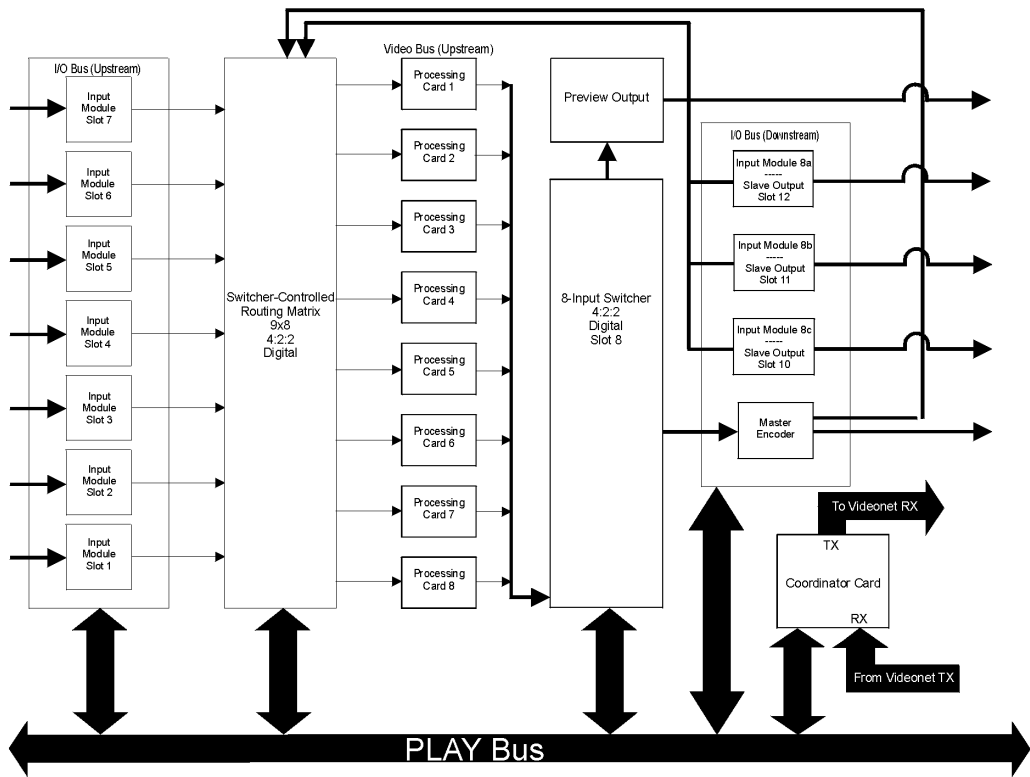 I/O Bus (Upstream)
Input
Module
Slot 7
Input
Module
Slot 6
Input
Module
Slot 5
Input
Module
Slot 4
Input
Module
Slot 3
Input
Module
Slot 2
Input
Module
Slot 1
Switcher-Controlled
Routing Matrix
9x8
4:2:2
Digital
Video Bus (Upstream)
Processing
Card 1
Processing
Card 2
Processing
Card 3
Processing
Card 4
Processing
Card 5
Processing
Card 6
Processing
Card 7
Processing
Card 8
Preview Output
8-Input Switcher
4:2:2
Digital
Slot 8
I/O Bus (Downstream)
Input Module 8a
-----
Slave Output
Slot 12
Input Module 8b
-----
Slave Output
Slot 11
Input Module 8c
-----
Slave Output
Slot 10
Master
Encoder
To Videonet RX
TX
Coordinator Card
RX
From Videonet TX
PLAY Bus